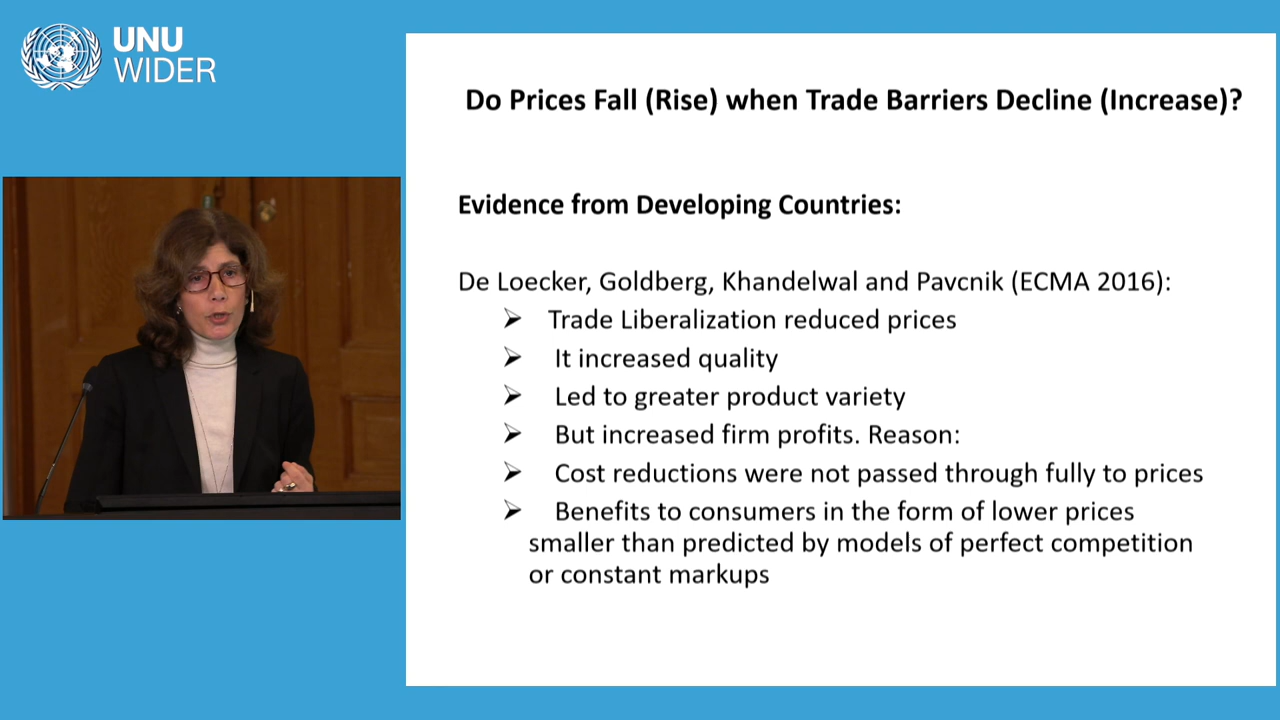 UNU
WIDER
Do Prices Fall (Rise) when Trade Barriers Decline (Increase)?
Evidence from Developing Countries:
De Loecker, Goldberg, Khandelwal and Pavcnik (ECMA 2016):
➢ Trade Liberalization reduced prices
➢ It increased quality
➢ Led to greater product variety
➢ But increased firm profits. Reason:
➢ Cost reductions were not passed through fully to prices
➢ Benefits to consumers in the form of lower prices
smaller than predicted by models of perfect competition
or constant markups